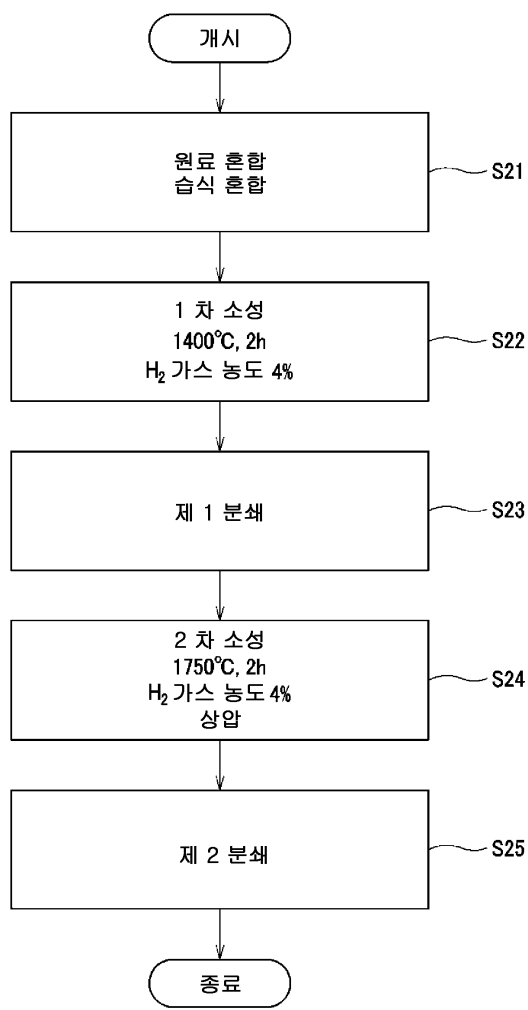 개시
원료 혼합
습식 혼합
S21
1 차 소성
1400℃, 2h
H₂ 가스 농도 4%
S22
제 1 분쇄
S23
2 차 소성
1750℃, 2h
H₂ 가스 농도 4%
상압
S24
제 2 분쇄
S25
종료